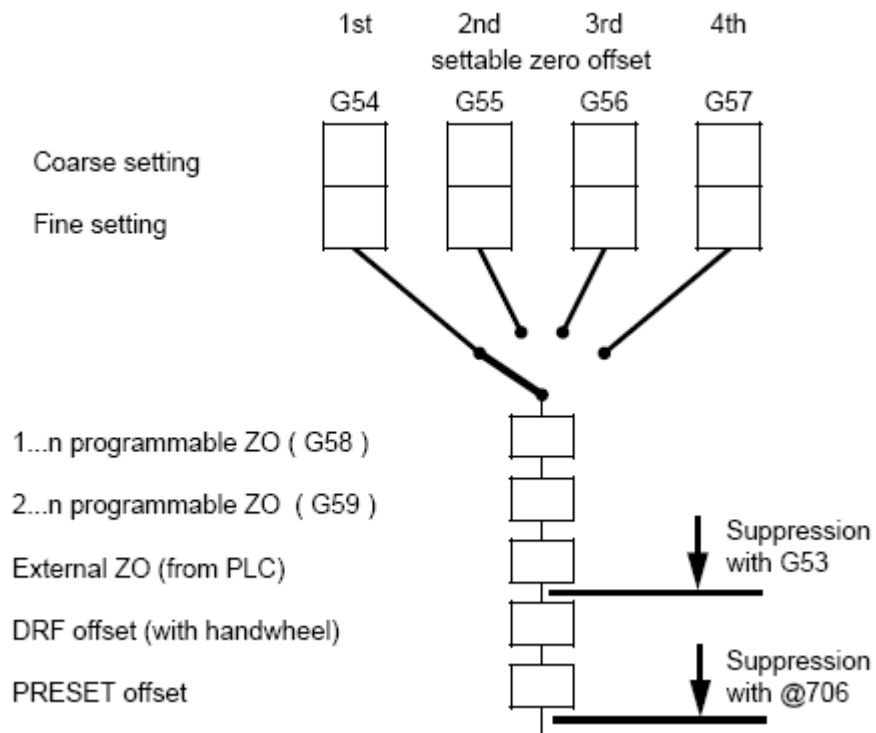 1st 2nd 3rd 4th
settable zero offset
G54 G55 G56 G57
Coarse setting
Fine setting
1...n programmable ZO ( G58 )
2...n programmable ZO ( G59 )
External ZO (from PLC)
Suppression
with G53
DRF offset (with handwheel)
PRESET offset
Suppression
with @706